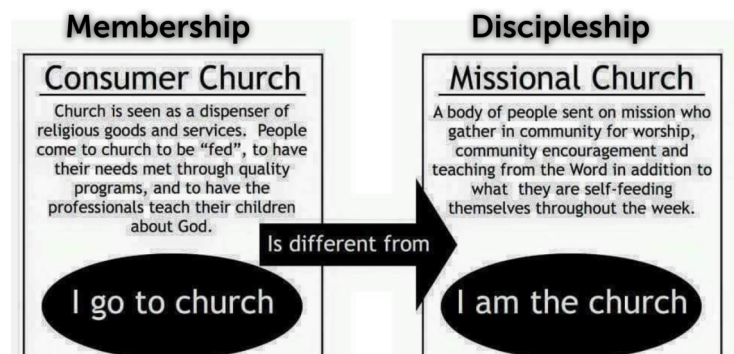 Membership
Consumer Church
Church is seen as a dispenser of
religious goods and services. People
come to church to be “fed”, to have
their needs met through quality
programs, and to have the
professionals teach their children
about God.
I go to church
Is different from
Discipleship
Missional Church
A body of people sent on mission who
gather in community for worship,
community encouragement and
teaching from the Word in addition to
what they are self-feeding
themselves throughout the week.
I am the church